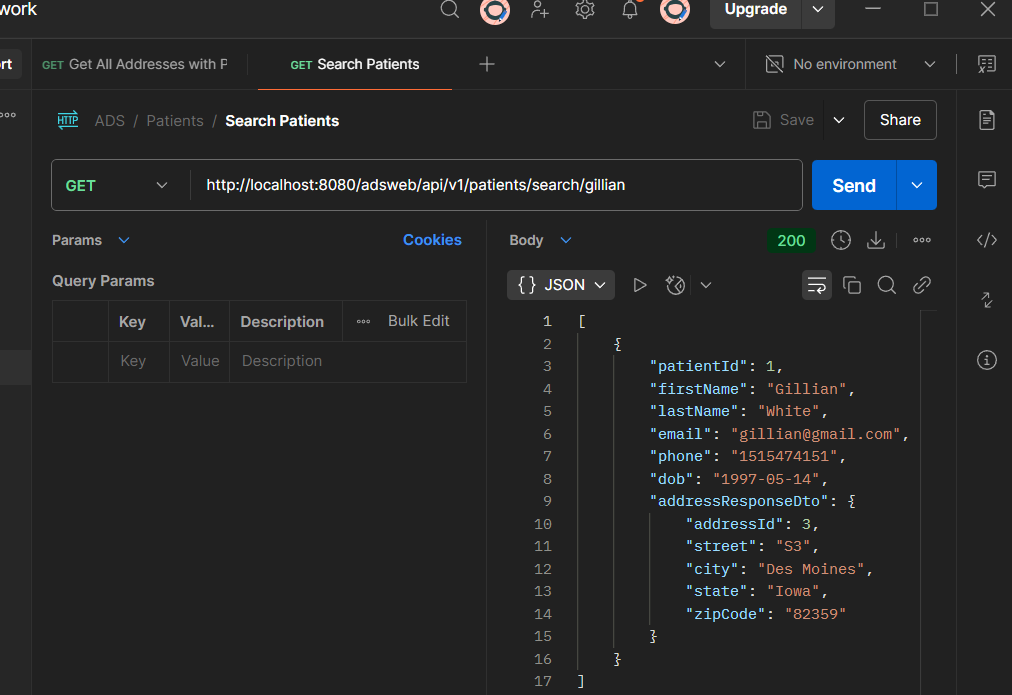 work
Upgrade
rt
GET Get All Addresses with P
GET Search Patients
No environment
HTTP ADS / Patients / Search Patients
Save
Share
GET
http://localhost:8080/adsweb/api/v1/patients/search/gillian
Send
Params
Cookies
Body
200
Query Params
{} JSON
Key Val... Description Bulk Edit
Key Value Description
1 [
2 {
3 "patientId": 1,
4 "firstName": "Gillian",
5 "lastName": "White",
6 "email": "gillian@gmail.com",
7 "phone": "1515474151",
8 "dob": "1997-05-14",
9 "addressResponseDto": {
10 "addressId": 3,
11 "street": "S3",
12 "city": "Des Moines",
13 "state": "Iowa",
14 "zipCode": "82359"
15 }
16 }
17 ]